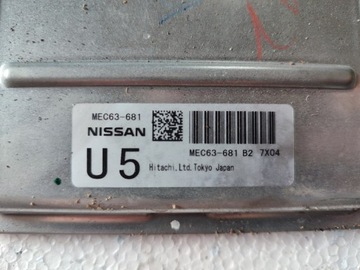 MEC63-681
NISSAN
MEC63-681 B2 7X04
U5
Hitachi,Ltd.Tokyo Japan